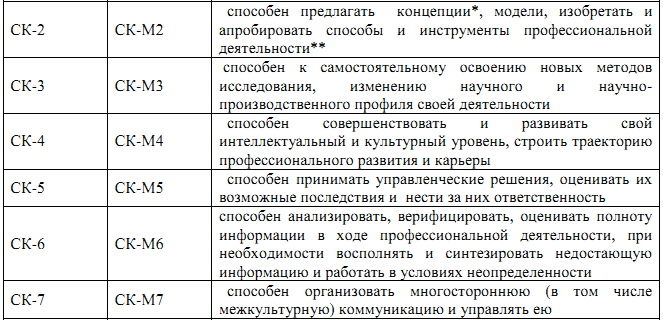 способен предлагать концепции*, модели, изобретать и
СК-2 СК-М2 апробировать способы и инструменты профессиональной
деятельности**
способен к самостоятельному освоению новых методов
СК-3 СК-М3 исследования, изменению научного и научно-
производственного профиля своей деятельности
способен совершенствовать и развивать свой
СК-4 СК-М4 интеллектуальный и культурный уровень, строить траекторию
профессионального развития и карьеры
СК-5 СК-М5 способен принимать управленческие решения, оценивать их
возможные последствия и нести за них ответственность
способен анализировать, верифицировать, оценивать полноту
СК-6 СК-М6 информации в ходе профессиональной деятельности, при
необходимости восполнять и синтезировать недостающую
информацию и работать в условиях неопределенности
СК-7 СК-М7 способен организовать многостороннюю (в том числе
межкультурную) коммуникацию и управлять ею